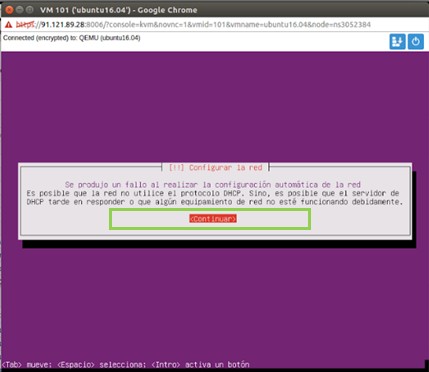 VM 101 ('ubuntu16.04') - Google Chrome
https://91.121.89.28:8006/?console=kvm&novnc=1&vmid=101&vmname=ubuntu16.04&node=ns3052384
Connected (encrypted) to: QEMU (ubuntu16.04)
[!!] Configurar la red
Se produjo un fallo al realizar la configuración automática de la red
Es posible que la red no utilice el protocolo DHCP. Sino, es posible que el servidor de
DHCP tarde en responder o que algún equipamiento de red no esté funcionando debidamente.
<Continuar>
<Tab> mueve; <Espacio> selecciona; <Intro> activa un botón